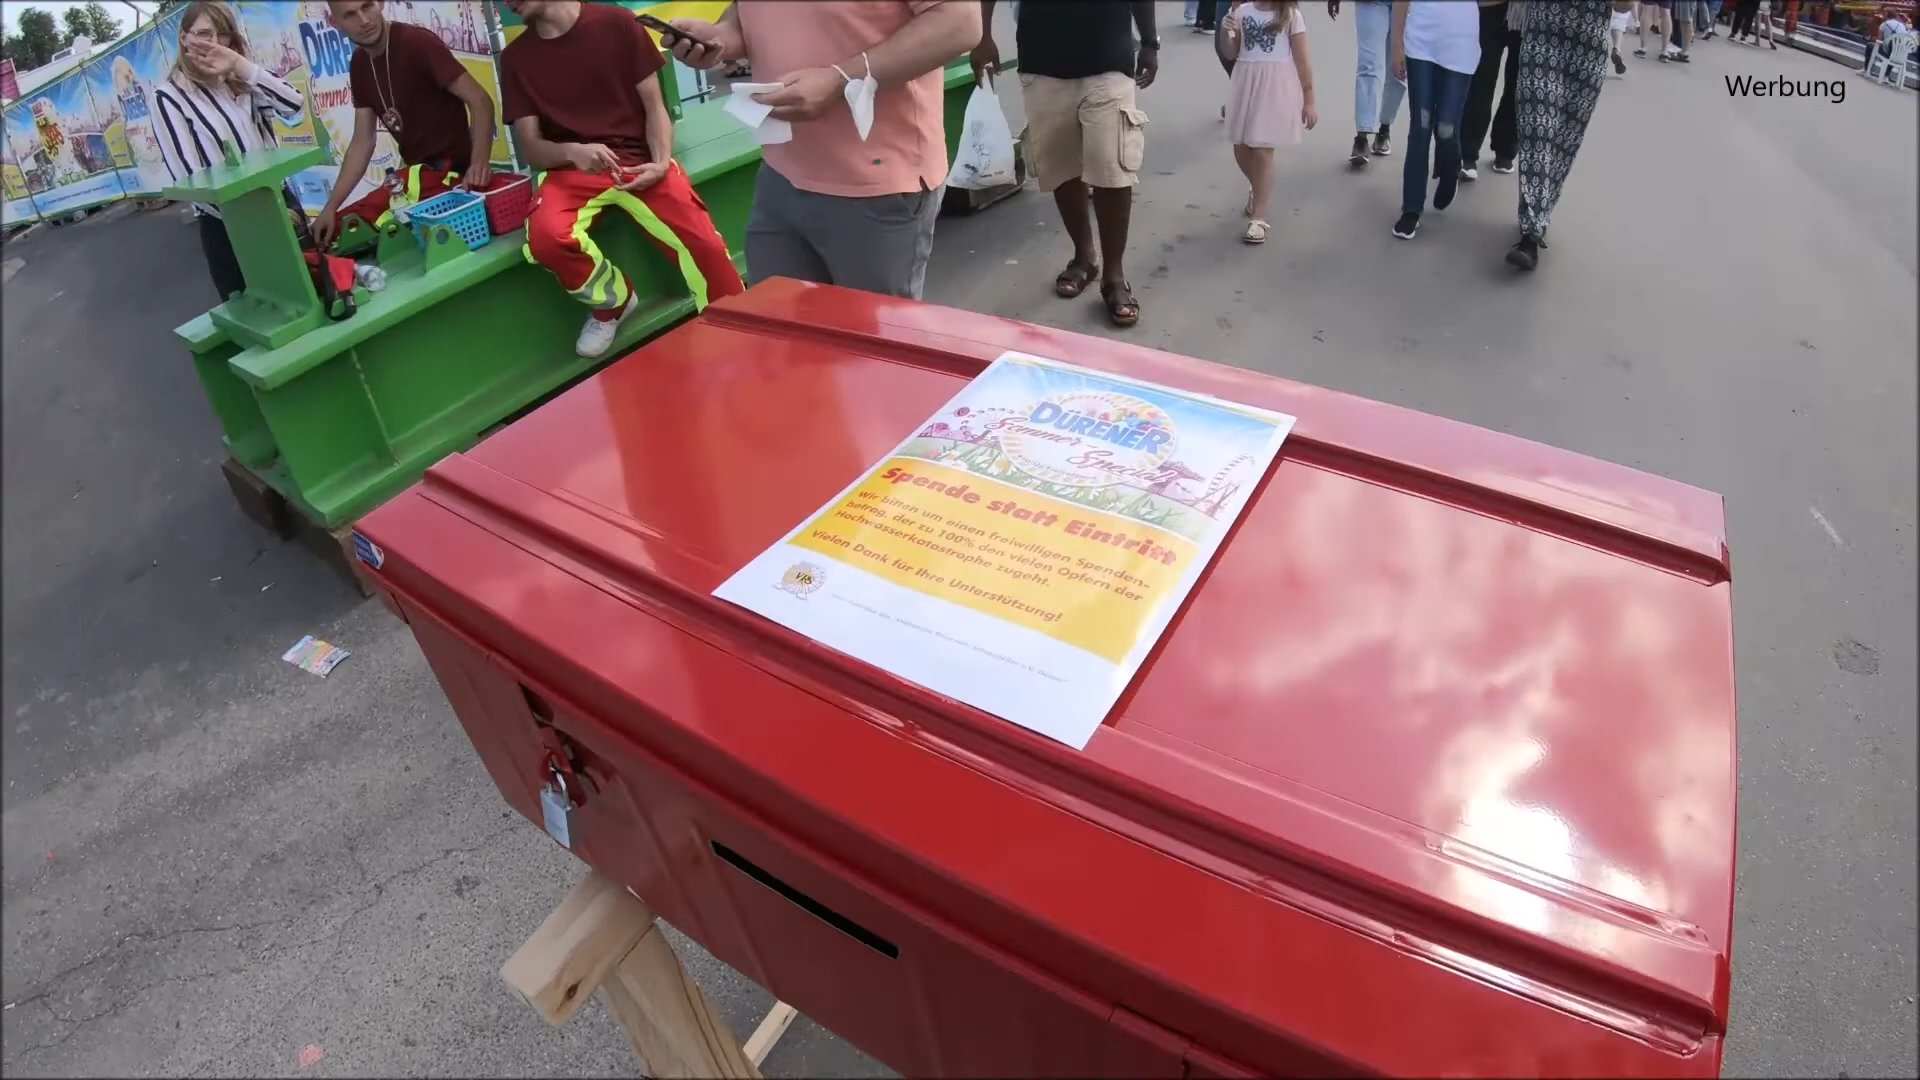 Werbung
DÜRENER
Sommer-Special
Spende statt Eintritt
Wir bitten um einen freiwilligen Spenden-
betrag, der zu 100% den vielen Opfern der
Hochwasserkatastrophe zugeht.
Vielen Dank für Ihre Unterstützung!